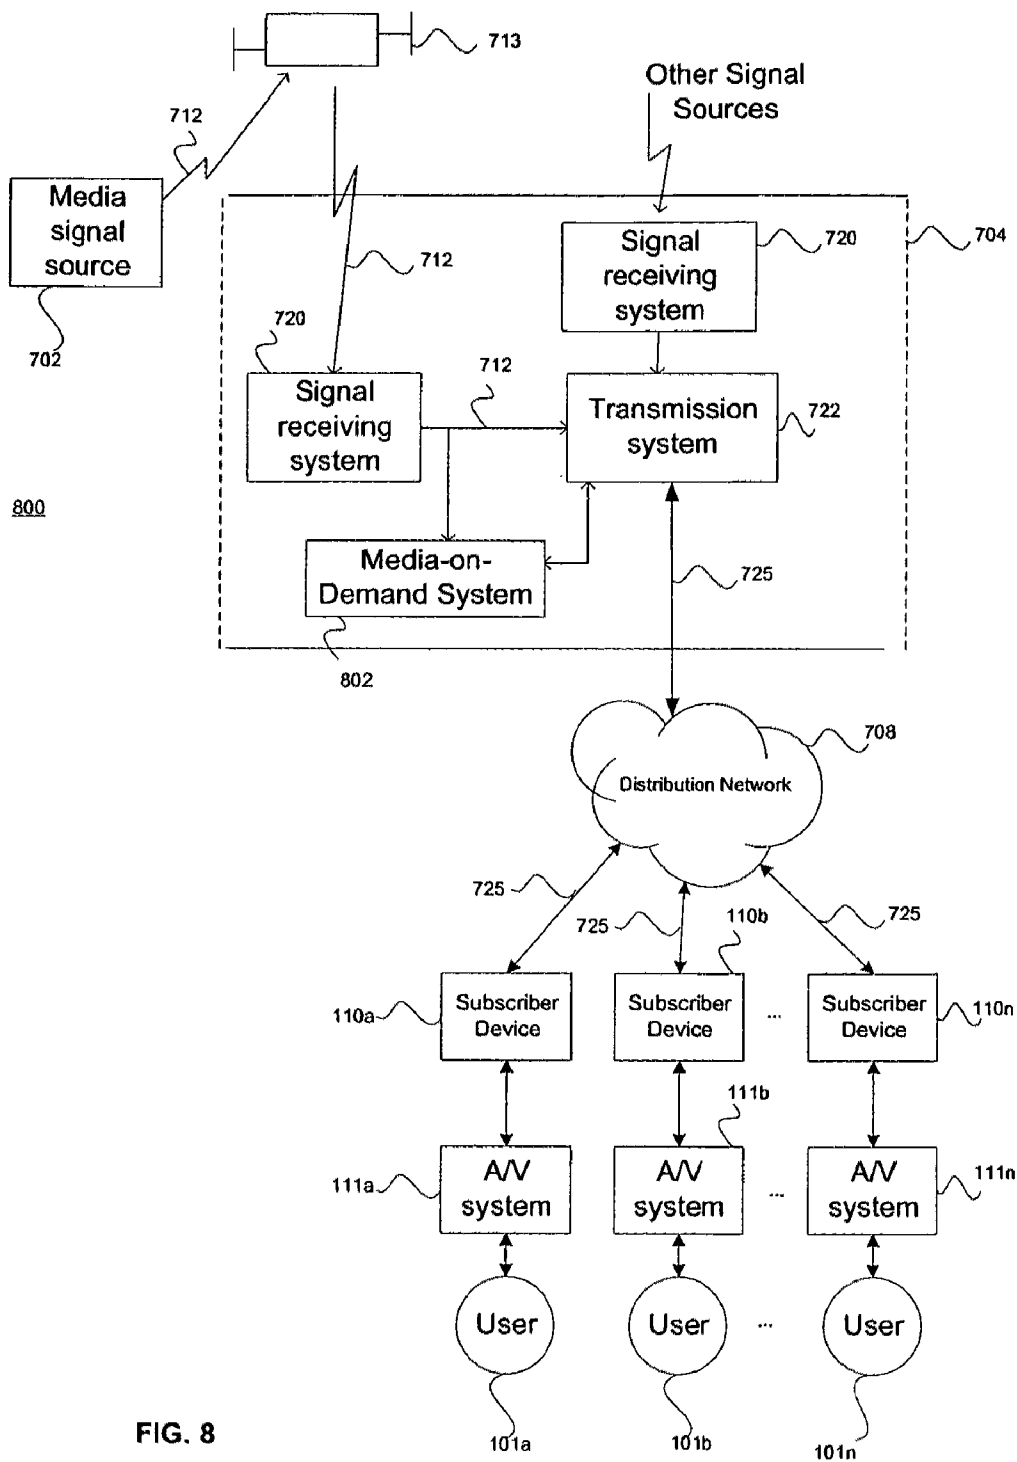 713
Other Signal
Sources
712
Media
signal
source
702
720
704
Signal
receiving
system
712
720
Signal
receiving
system
712
Transmission
system
722
800
Media-on-
Demand System
802
725
708
Distribution Network
725
725
110b
725
110a
Subscriber
Device
Subscriber
Device
...
Subscriber
Device
110n
111b
111a
A/V
system
A/V
system
...
A/V
system
111n
User
User
...
User
FIG. 8
101a
101b
101n